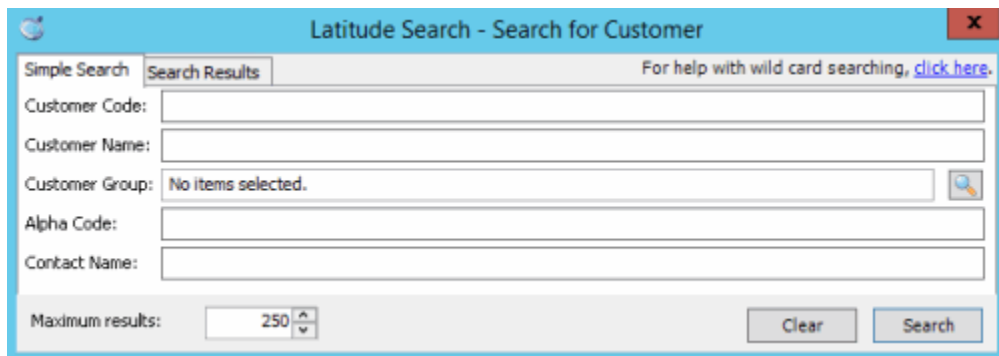 Latitude Search - Search for Customer
x
Simple Search Search Results For help with wild card searching, click here.
Customer Code:
Customer Name:
Customer Group: No items selected.
Alpha Code:
Contact Name:
Maximum results: 250 Clear Search